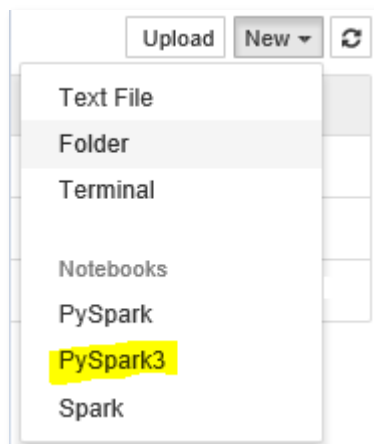 Upload New
Text File
Folder
Terminal
Notebooks
PySpark
PySpark3
Spark